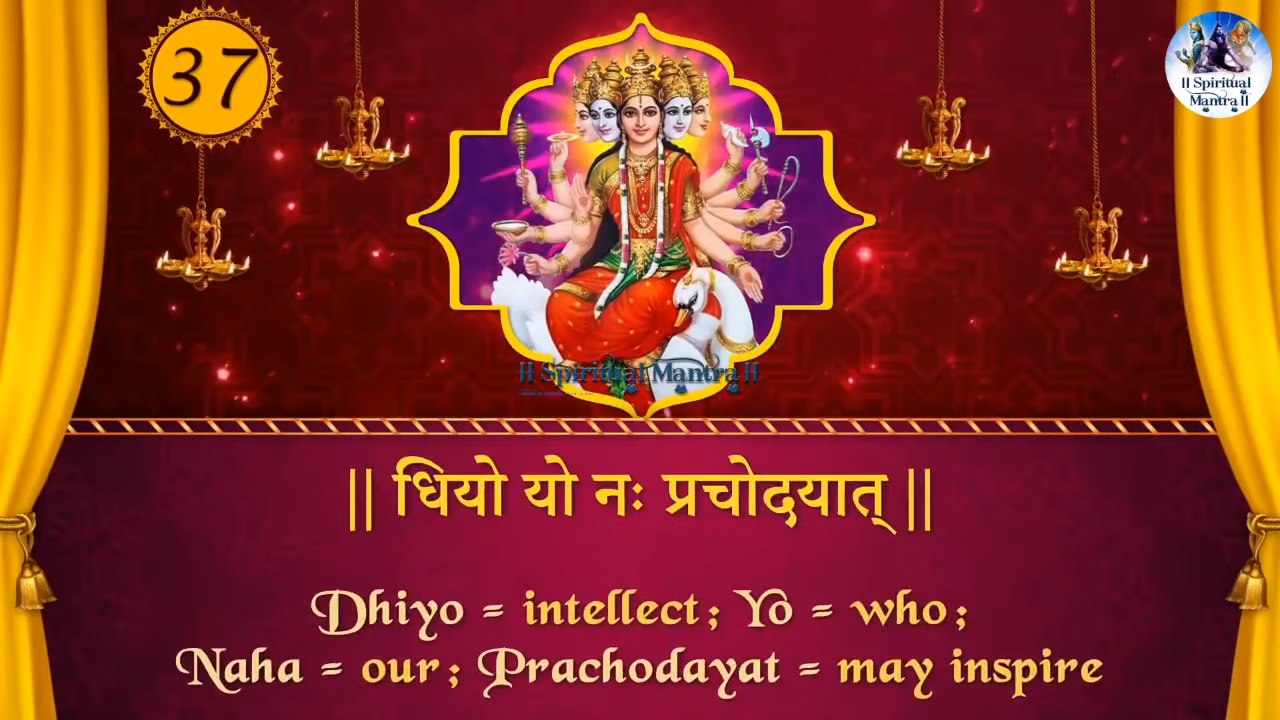 37
|| Spiritual
Mantra ||
|| Spiritual Mantra ||
|| धियो यो नः प्रचोदयात् ||
Dhiyo = intellect; Yo = who;
Naha = our; Prachodayat = may inspire